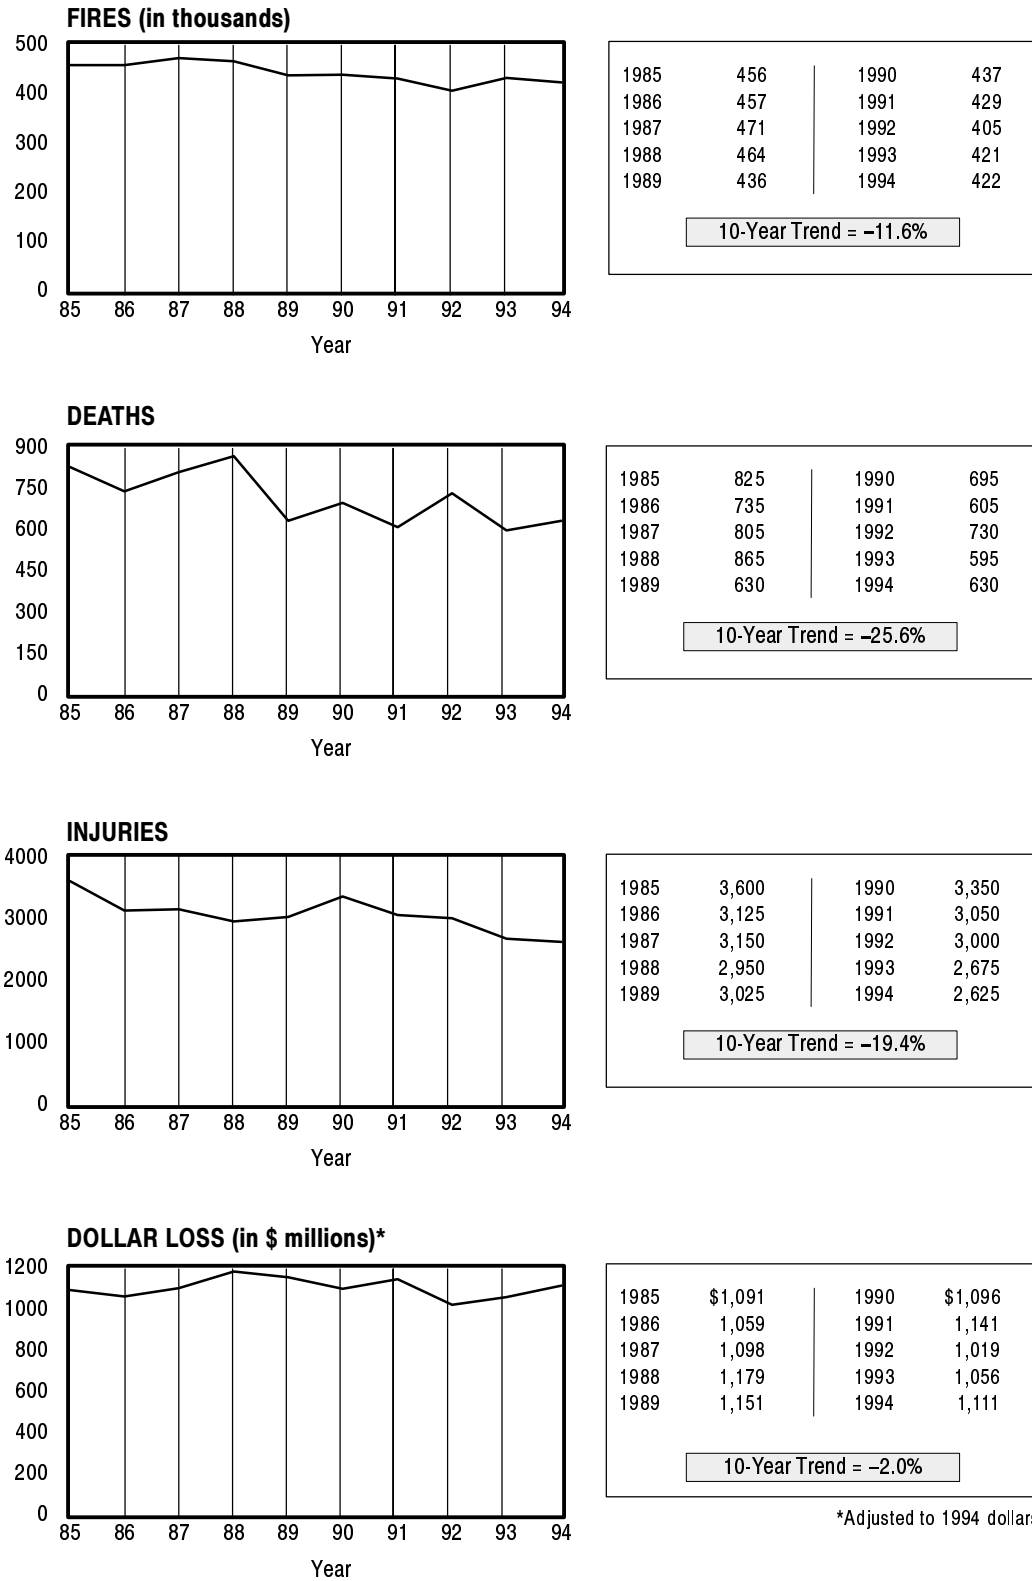 FIRES (in thousands)
500
400
300
200
100
0
85 86 87 88 89 90 91 92 93 94
Year
1985 456 1990 437
1986 457 1991 429
1987 471 1992 405
1988 464 1993 421
1989 436 1994 422
10-Year Trend = –11.6%
DEATHS
900
750
600
450
300
150
0
85 86 87 88 89 90 91 92 93 94
Year
1985 825 1990 695
1986 735 1991 605
1987 805 1992 730
1988 865 1993 595
1989 630 1994 630
10-Year Trend = –25.6%
INJURIES
4000
3000
2000
1000
0
85 86 87 88 89 90 91 92 93 94
Year
1985 3,600 1990 3,350
1986 3,125 1991 3,050
1987 3,150 1992 3,000
1988 2,950 1993 2,675
1989 3,025 1994 2,625
10-Year Trend = –19.4%
DOLLAR LOSS (in $ millions)*
1200
1000
800
600
400
200
0
85 86 87 88 89 90 91 92 93 94
Year
1985 $1,091 1990 $1,096
1986 1,059 1991 1,141
1987 1,098 1992 1,019
1988 1,179 1993 1,056
1989 1,151 1994 1,111
10-Year Trend = –2.0%
*Adjusted to 1994 dollars